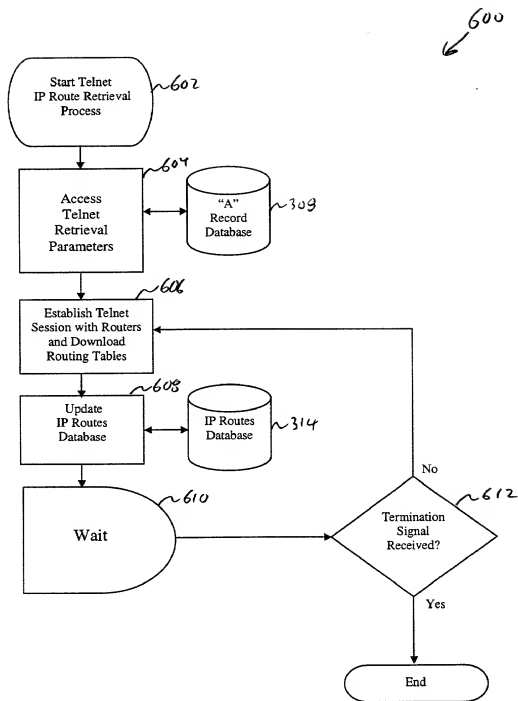 600
Start Telnet
IP Route Retrieval
Process
602
604
Access
Telnet
Retrieval
Parameters
"A"
Record
Database
308
606
Establish Telnet
Session with Routers
and Download
Routing Tables
608
Update
IP Routes
Database
IP Routes
Database
314
610
Wait
No
612
Termination
Signal
Received?
Yes
End